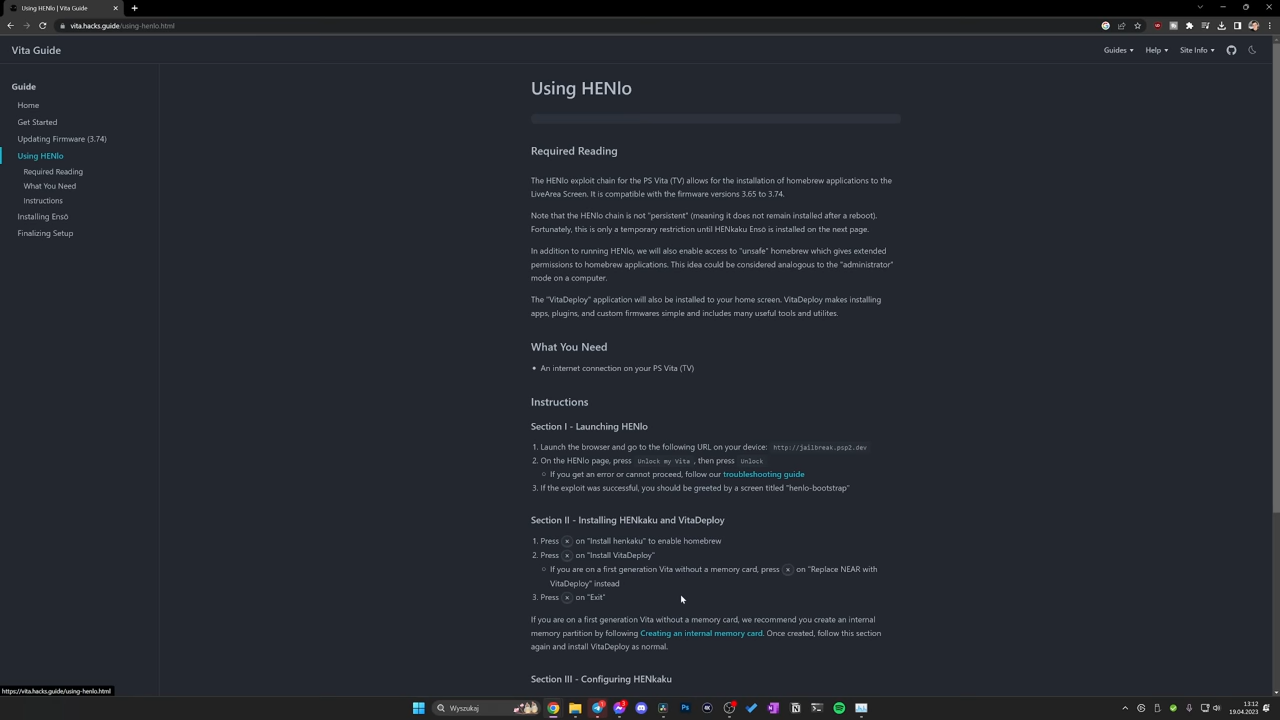 Using HENlo | Vita Guide
vita.hacks.guide/using-henlo.html
Vita Guide
Guides
Help
Site Info
Guide
Home
Get Started
Updating Firmware (3.74)
Using HENlo
Required Reading
What You Need
Instructions
Installing Ensō
Finalizing Setup
Using HENlo
Required Reading
The HENlo exploit chain for the PS Vita (TV) allows for the installation of homebrew applications to the
LiveArea Screen. It is compatible with the firmware versions 3.65 to 3.74.
Note that the HENlo chain is not "persistent" (meaning it does not remain installed after a reboot).
Fortunately, this is only a temporary restriction until HENkaku Ensō is installed on the next page.
In addition to running HENlo, we will also enable access to "unsafe" homebrew which gives extended
permissions to homebrew applications. This idea could be considered analogous to the "administrator"
mode on a computer.
The "VitaDeploy" application will also be installed to your home screen. VitaDeploy makes installing
apps, plugins, and custom firmwares simple and includes many useful tools and utilites.
What You Need
• An internet connection on your PS Vita (TV)
Instructions
Section I - Launching HENlo
1. Launch the browser and go to the following URL on your device: http://jailbreak.psp2.dev
2. On the HENlo page, press Unlock my Vita , then press Unlock
If you get an error or cannot proceed, follow our troubleshooting guide
3. If the exploit was successful, you should be greeted by a screen titled "henlo-bootstrap"
Section II - Installing HENkaku and VitaDeploy
1. Press × on "Install henkaku" to enable homebrew
2. Press × on "Install VitaDeploy"
If you are on a first generation Vita without a memory card, press × on "Replace NEAR with
VitaDeploy" instead
3. Press × on "Exit"
If you are on a first generation Vita without a memory card, we recommend you create an internal
memory partition by following Creating an internal memory card. Once created, follow this section
again and install VitaDeploy as normal.
Section III - Configuring HENkaku
https://vita.hacks.guide/using-henlo.html
Wyszukaj
13:12
19.04.2023